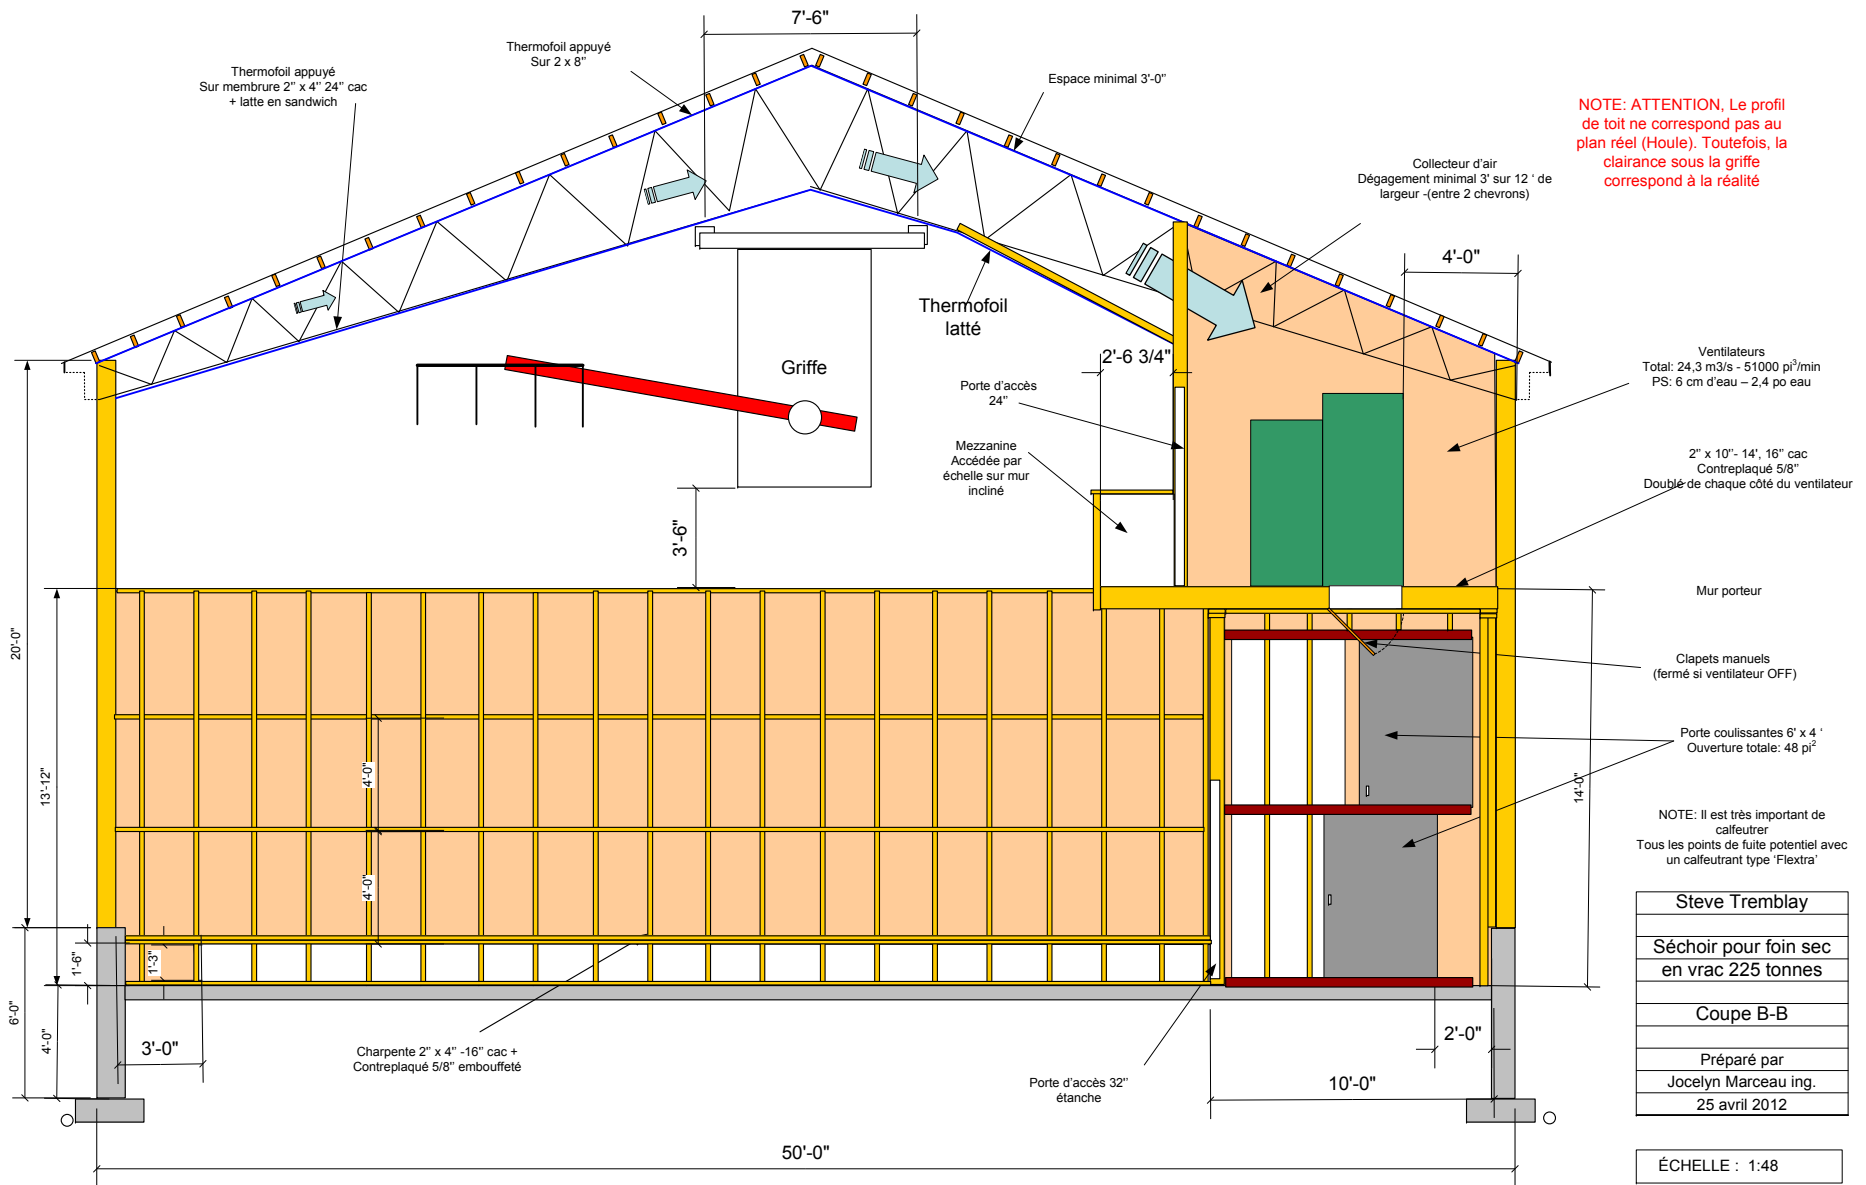 7'-6"
Thermofoil appuyé
Sur 2 x 8"
Thermofoil appuyé
Sur membrure 2" x 4" 24" cac
+ latte en sandwich
Espace minimal 3'-0"
NOTE: ATTENTION, Le profil
de toit ne correspond pas au
plan réel (Houle). Toutefois, la
clairance sous la griffe
correspond à la réalité
Collecteur d'air
Dégagement minimal 3' sur 12 ' de
largeur -(entre 2 chevrons)
4'-0"
Thermofoil
latté
2'-6 3/4"
Griffe
Porte d'accès
24"
Ventilateurs
Total: 24,3 m3/s - 51000 pi³/min
PS: 6 cm d'eau – 2,4 po eau
Mezzanine
Accédée par
échelle sur mur
incliné
2" x 10"- 14', 16" cac
Contreplaqué 5/8"
Doublé de chaque côté du ventilateur
3'-6"
Mur porteur
20'-0"
Clapets manuels
(fermé si ventilateur OFF)
13'-12"
4'-0"
14'-0"
Porte coulissantes 6' x 4 '
Ouverture totale: 48 pi²
4'-0"
NOTE: Il est très important de
calfeutrer
Tous les points de fuite potentiel avec
un calfeutrant type 'Flextra'
1'-6"
1'-3"
6'-0"
4'-0"
3'-0"
Charpente 2" x 4" -16" cac +
Contreplaqué 5/8" embouffeté
Porte d'accès 32"
étanche
2'-0"
10'-0"
50'-0"
Steve Tremblay
Séchoir pour foin sec
en vrac 225 tonnes
Coupe B-B
Préparé par
Jocelyn Marceau ing.
25 avril 2012
ÉCHELLE : 1:48